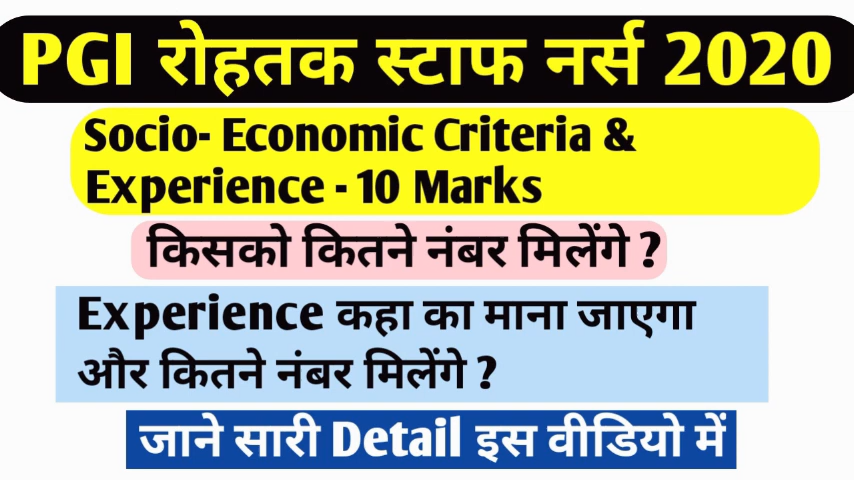 PGI रोहतक स्टाफ नर्स 2020
Socio- Economic Criteria &
Experience - 10 Marks
किसको कितने नंबर मिलेंगे ?
Experience कहा का माना जाएगा
और कितने नंबर मिलेंगे ?
जाने सारी Detail इस वीडियो में